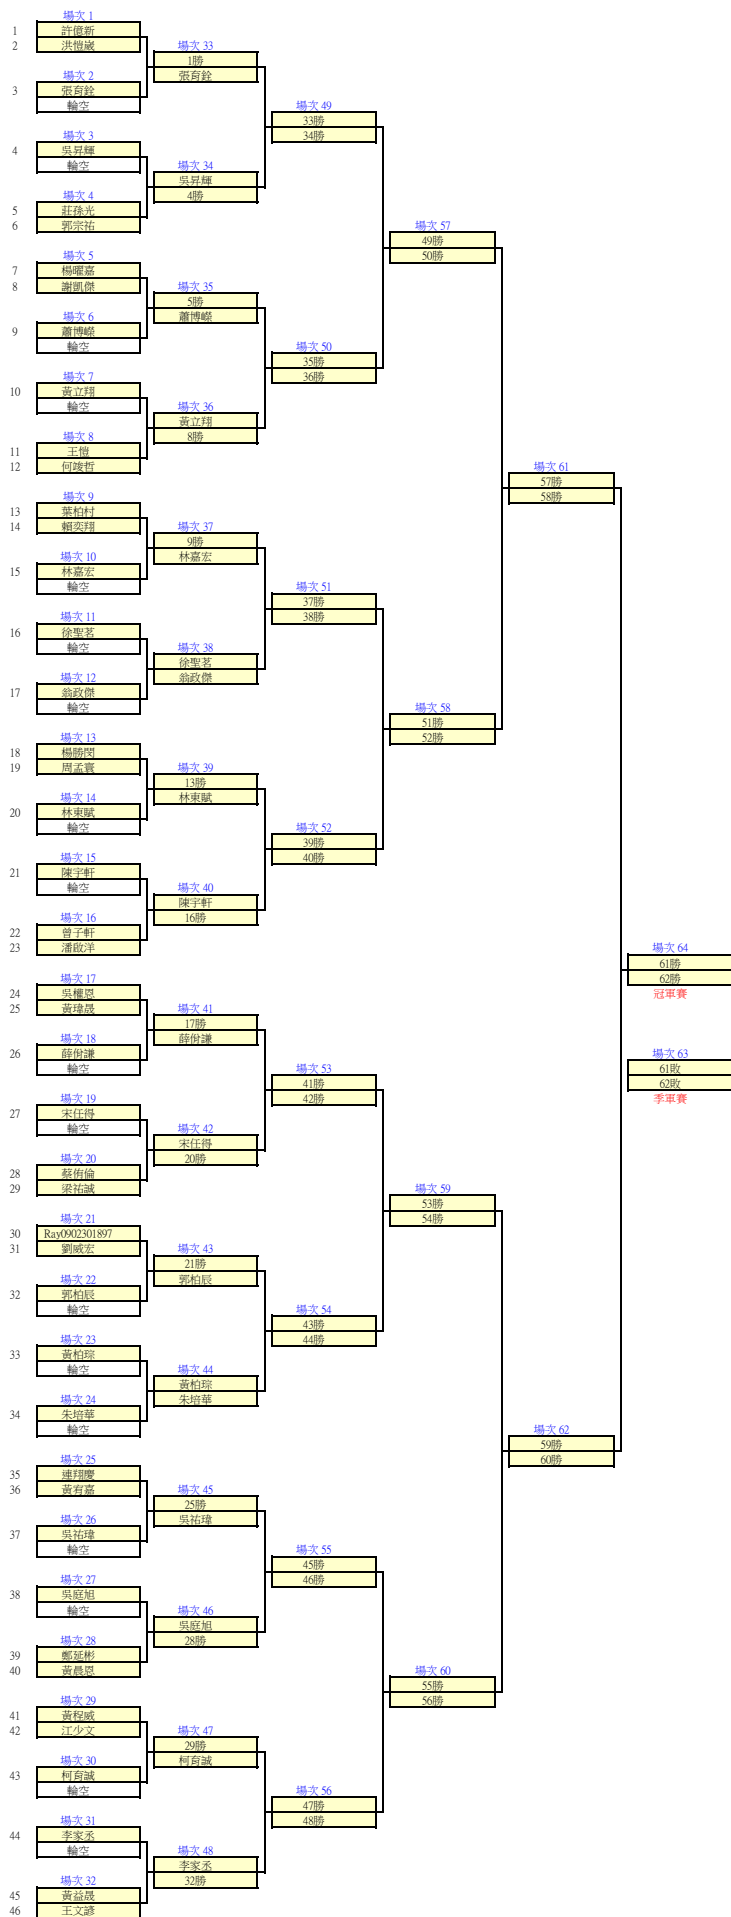 場次 1
1 許億新
2 洪愷崴
場次 2
3 張育銓
輪空
場次 3
4 吳昇輝
輪空
場次 4
5 莊孫光
6 郭宗祐
場次 5
7 楊曜嘉
8 謝凱傑
場次 6
9 蕭博嶸
輪空
場次 7
10 黃立翔
輪空
場次 8
11 王愷
12 何竣哲
場次 9
13 葉柏村
14 賴奕翔
場次 10
15 林嘉宏
輪空
場次 11
16 徐聖茗
輪空
場次 12
17 翁政傑
輪空
場次 13
18 楊勝閔
19 周孟寰
場次 14
20 林東賦
輪空
場次 15
21 陳宇軒
輪空
場次 16
22 曾子軒
23 潘啟洋
場次 17
24 吳權恩
25 黃瑋晟
場次 18
26 薛佾謙
輪空
場次 19
27 宋任得
輪空
場次 20
28 蔡侑倫
29 梁祐誠
場次 21
30 Ray0902301897
31 劉威宏
場次 22
32 郭柏辰
輪空
場次 23
33 黃柏琮
輪空
場次 24
34 朱培華
輪空
場次 25
35 連翔慶
36 黃宥嘉
場次 26
37 吳祐瑋
輪空
場次 27
38 吳庭旭
輪空
場次 28
39 鄭延彬
40 黃晨恩
場次 29
41 黃程威
42 江少文
場次 30
43 柯育誠
輪空
場次 31
44 李家丞
輪空
場次 32
45 黃益晟
46 王文諺
場次 33
1勝
張育銓
場次 34
吳昇輝
4勝
場次 35
5勝
蕭博嶸
場次 36
黃立翔
8勝
場次 37
9勝
林嘉宏
場次 38
徐聖茗
翁政傑
場次 39
13勝
林東賦
場次 40
陳宇軒
16勝
場次 41
17勝
薛佾謙
場次 42
宋任得
20勝
場次 43
21勝
郭柏辰
場次 44
黃柏琮
朱培華
場次 45
25勝
吳祐瑋
場次 46
吳庭旭
28勝
場次 47
29勝
柯育誠
場次 48
李家丞
32勝
場次 49
33勝
34勝
場次 50
35勝
36勝
場次 51
37勝
38勝
場次 52
39勝
40勝
場次 53
41勝
42勝
場次 54
43勝
44勝
場次 55
45勝
46勝
場次 56
47勝
48勝
場次 57
49勝
50勝
場次 58
51勝
52勝
場次 59
53勝
54勝
場次 60
55勝
56勝
場次 61
57勝
58勝
場次 62
59勝
60勝
場次 64
61勝
62勝
冠軍賽
場次 63
61敗
62敗
季軍賽